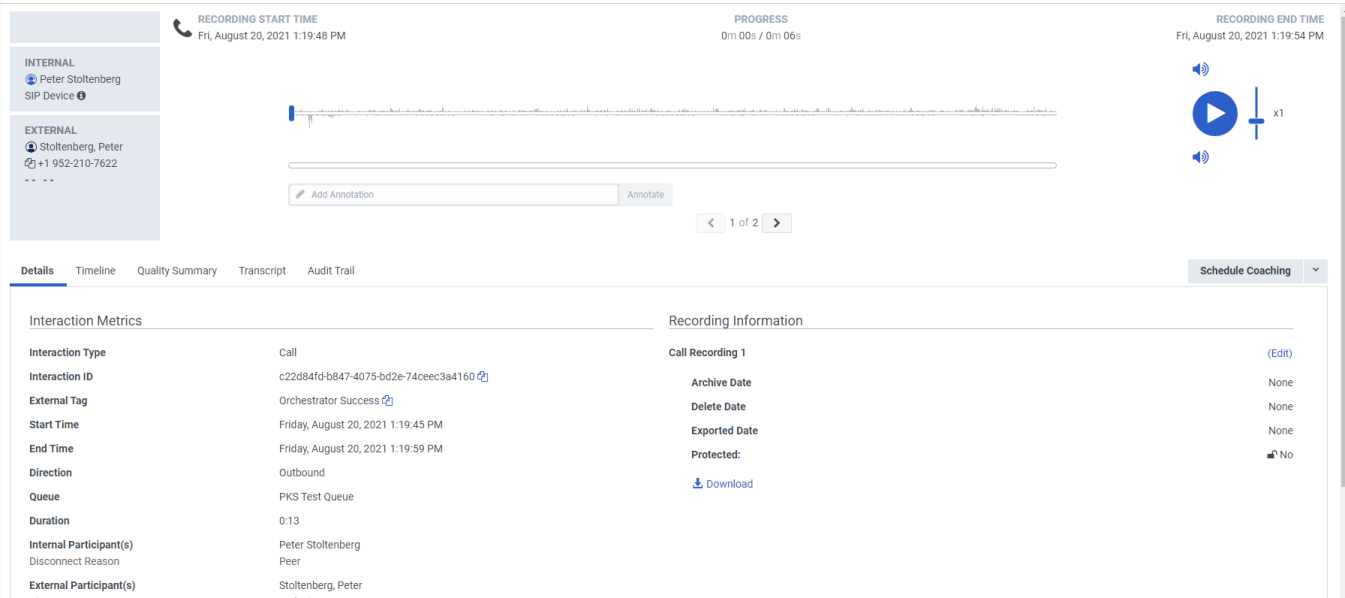 RECORDING START TIME
Fri, August 20, 2021 1:19:48 PM
PROGRESS
0m 00s / 0m 06s
RECORDING END TIME
Fri, August 20, 2021 1:19:54 PM
INTERNAL
Peter Stoltenberg
SIP Device
EXTERNAL
Stoltenberg, Peter
+1 952-210-7622
-- --
x1
Add Annotation
Annotate
1 of 2
Details Timeline Quality Summary Transcript Audit Trail
Schedule Coaching
Interaction Metrics
Interaction Type Call
Interaction ID c22d84fd-b847-4075-bd2e-74ceec3a4160
External Tag Orchestrator Success
Start Time Friday, August 20, 2021 1:19:45 PM
End Time Friday, August 20, 2021 1:19:59 PM
Direction Outbound
Queue PKS Test Queue
Duration 0:13
Internal Participant(s) Peter Stoltenberg
Disconnect Reason Peer
External Participant(s) Stoltenberg, Peter
Recording Information
Call Recording 1 (Edit)
Archive Date None
Delete Date None
Exported Date None
Protected: No
Download